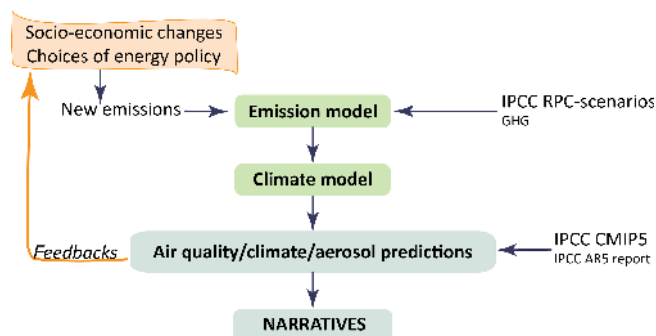 Socio-economic changes
Choices of energy policy
New emissions
Emission model
IPCC RPC-scenarios
GHG
Climate model
Feedbacks
Air quality/climate/aerosol predictions
IPCC CMIP5
IPCC AR5 report
NARRATIVES